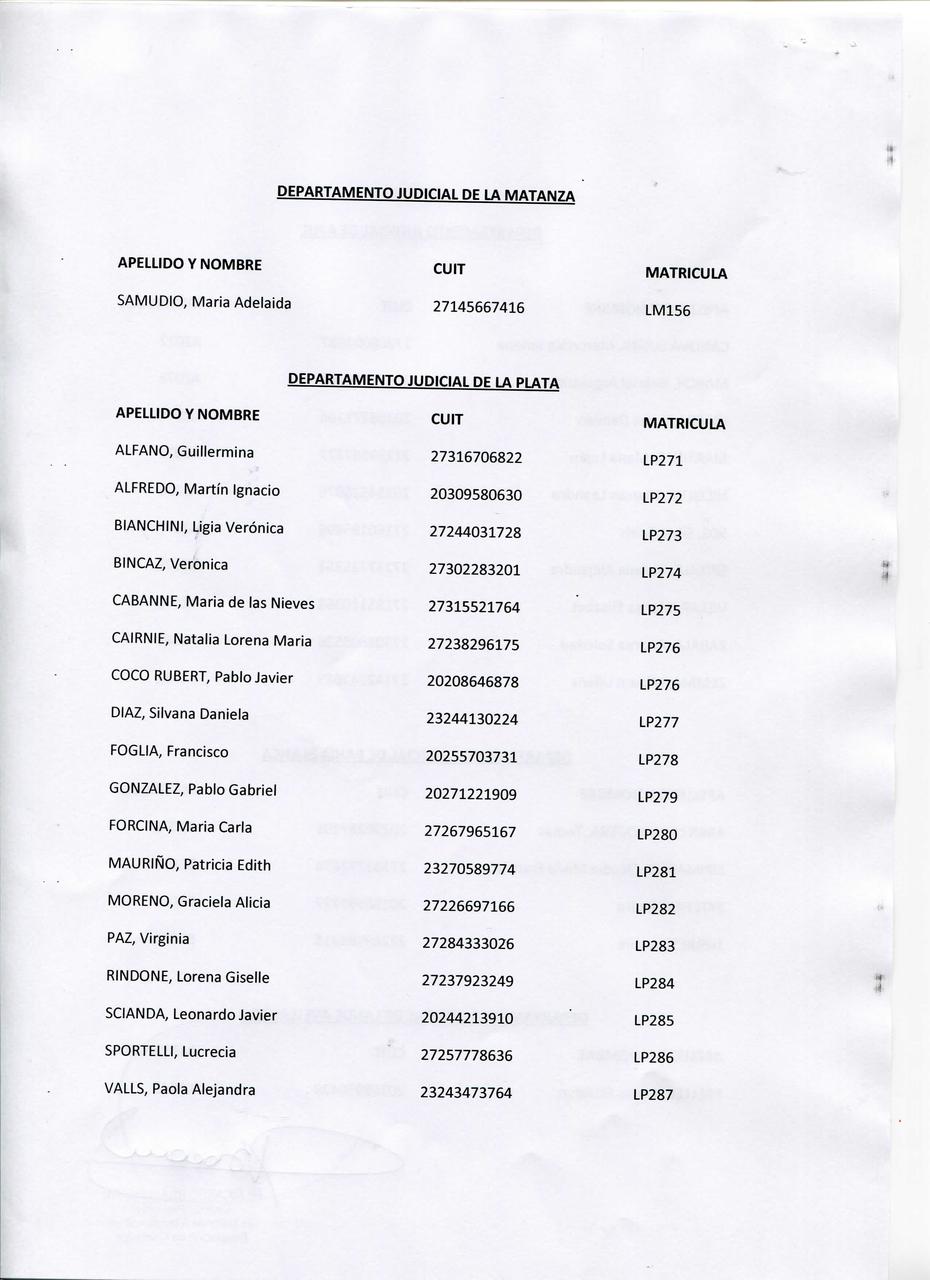 DEPARTAMENTO JUDICIAL DE LA MATANZA
APELLIDO Y NOMBRE CUIT MATRICULA
SAMUDIO, Maria Adelaida 27145667416 LM156
DEPARTAMENTO JUDICIAL DE LA PLATA
APELLIDO Y NOMBRE CUIT MATRICULA
ALFANO, Guillermina 27316706822 LP271
ALFREDO, Martín Ignacio 20309580630 LP272
BIANCHINI, Ligia Verónica 27244031728 LP273
BINCAZ, Veronica 27302283201 LP274
CABANNE, Maria de las Nieves 27315521764 LP275
CAIRNIE, Natalia Lorena Maria 27238296175 LP276
COCO RUBERT, Pablo Javier 20208646878 LP276
DIAZ, Silvana Daniela 23244130224 LP277
FOGLIA, Francisco 20255703731 LP278
GONZALEZ, Pablo Gabriel 20271221909 LP279
FORCINA, Maria Carla 27267965167 LP280
MAURIÑO, Patricia Edith 23270589774 LP281
MORENO, Graciela Alicia 27226697166 LP282
PAZ, Virginia 27284333026 LP283
RINDONE, Lorena Giselle 27237923249 LP284
SCIANDA, Leonardo Javier 20244213910 LP285
SPORTELLI, Lucrecia 27257778636 LP286
VALLS, Paola Alejandra 23243473764 LP287